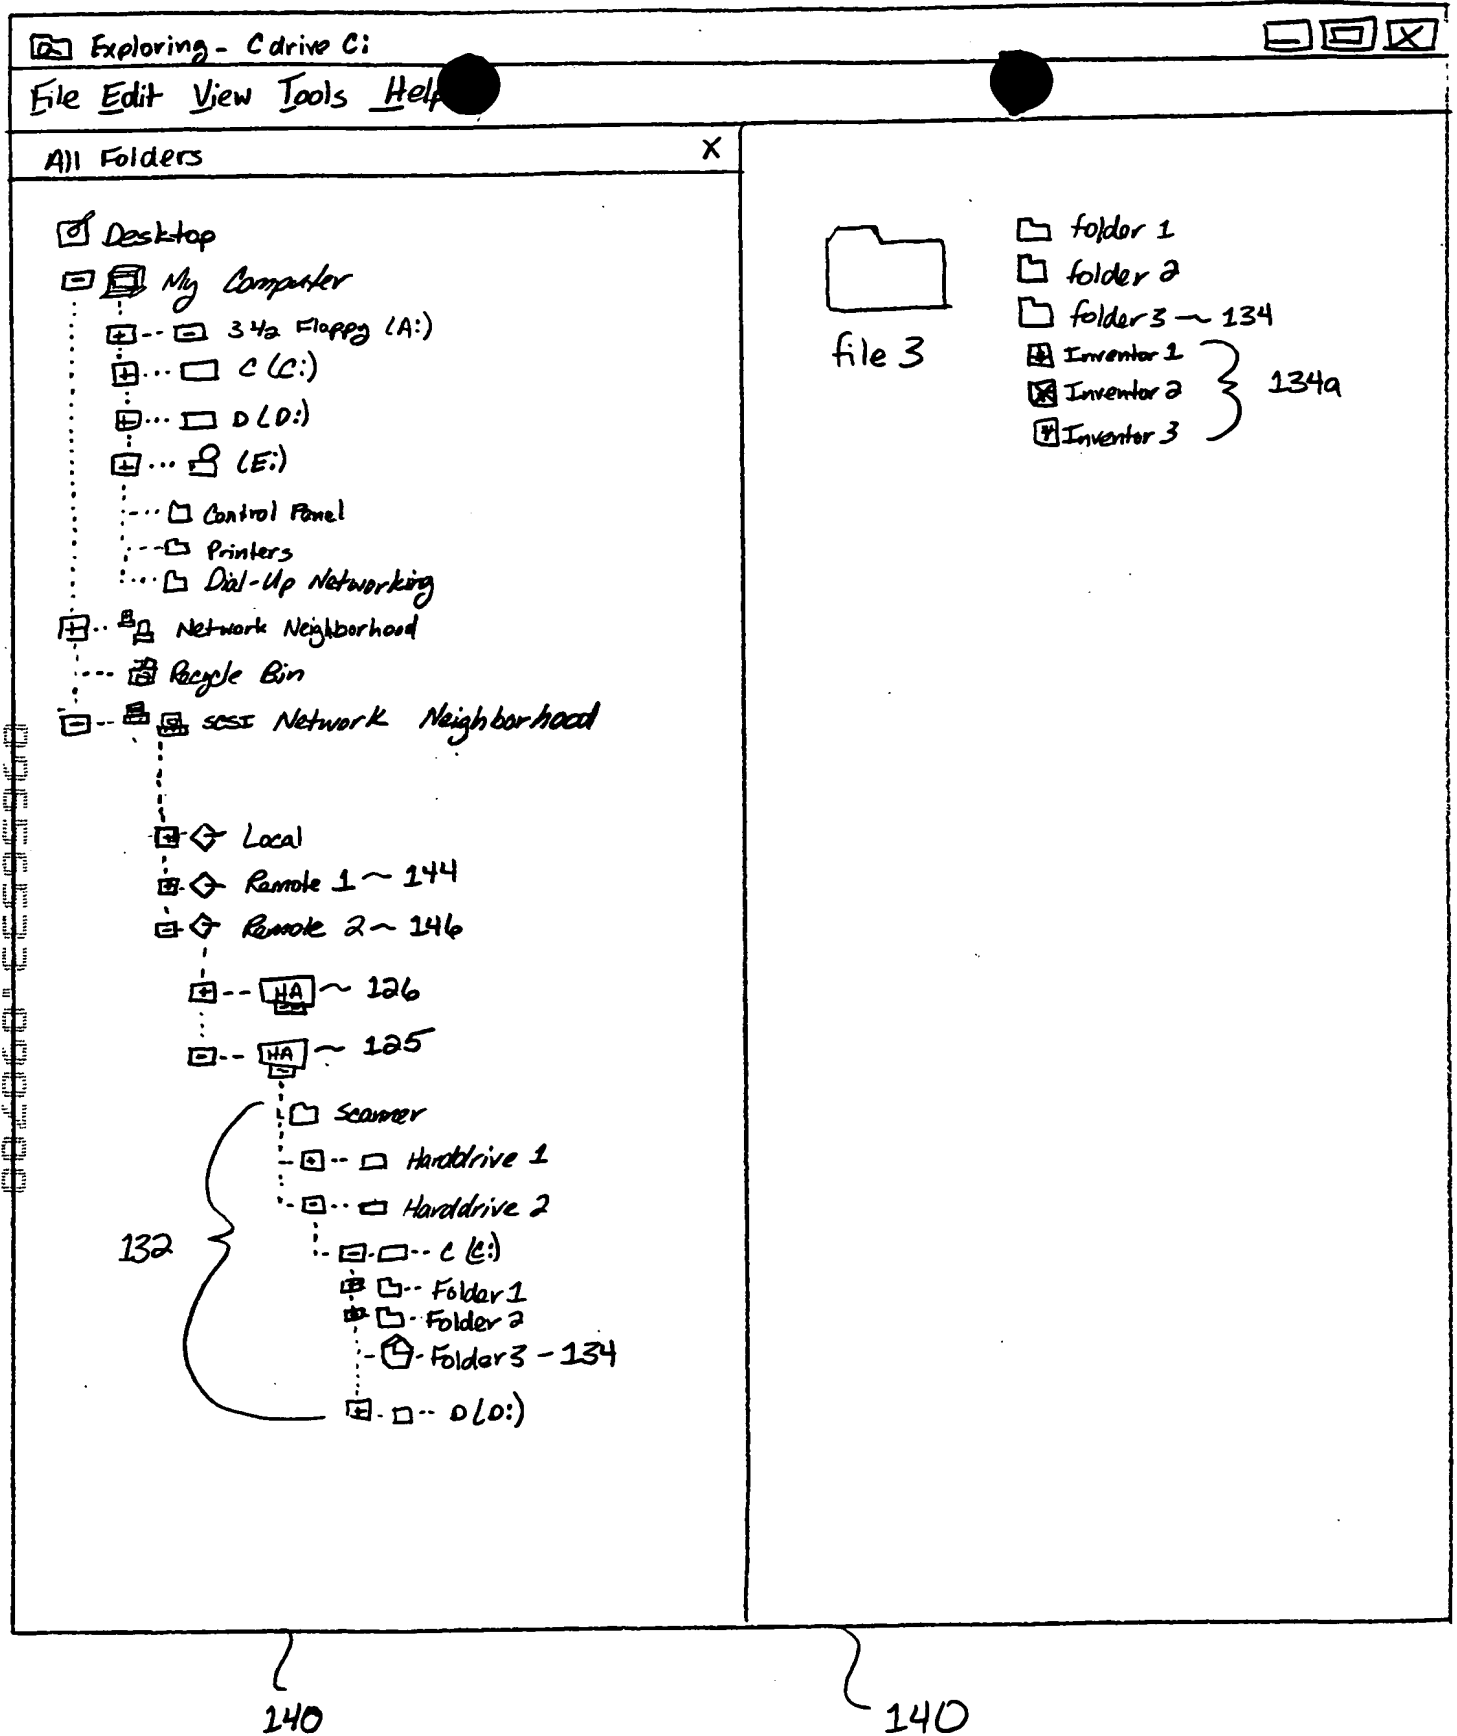 Exploring - C drive C:
File Edit View Tools Help
All Folders X
Desktop
My Computer
3 1/2 Floppy (A:)
C (C:)
D (D:)
(E:)
Control Panel
Printers
Dial-Up Networking
Network Neighborhood
Recycle Bin
SCSI Network Neighborhood
Local
Remote 1 ~ 144
Remote 2 ~ 146
HA ~ 126
HA ~ 125
Scanner
Harddrive 1
Harddrive 2
132
C (C:)
Folder 1
Folder 2
Folder 3 - 134
D (D:)
file 3
folder 1
folder 2
folder 3 ~ 134
Inventor 1
Inventor 2
Inventor 3
134a
140
140